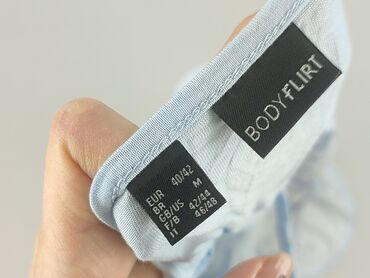 BODYFLIRT
EUR 40/42
BR
GB/US M
F/B 42/44
IT 46/48